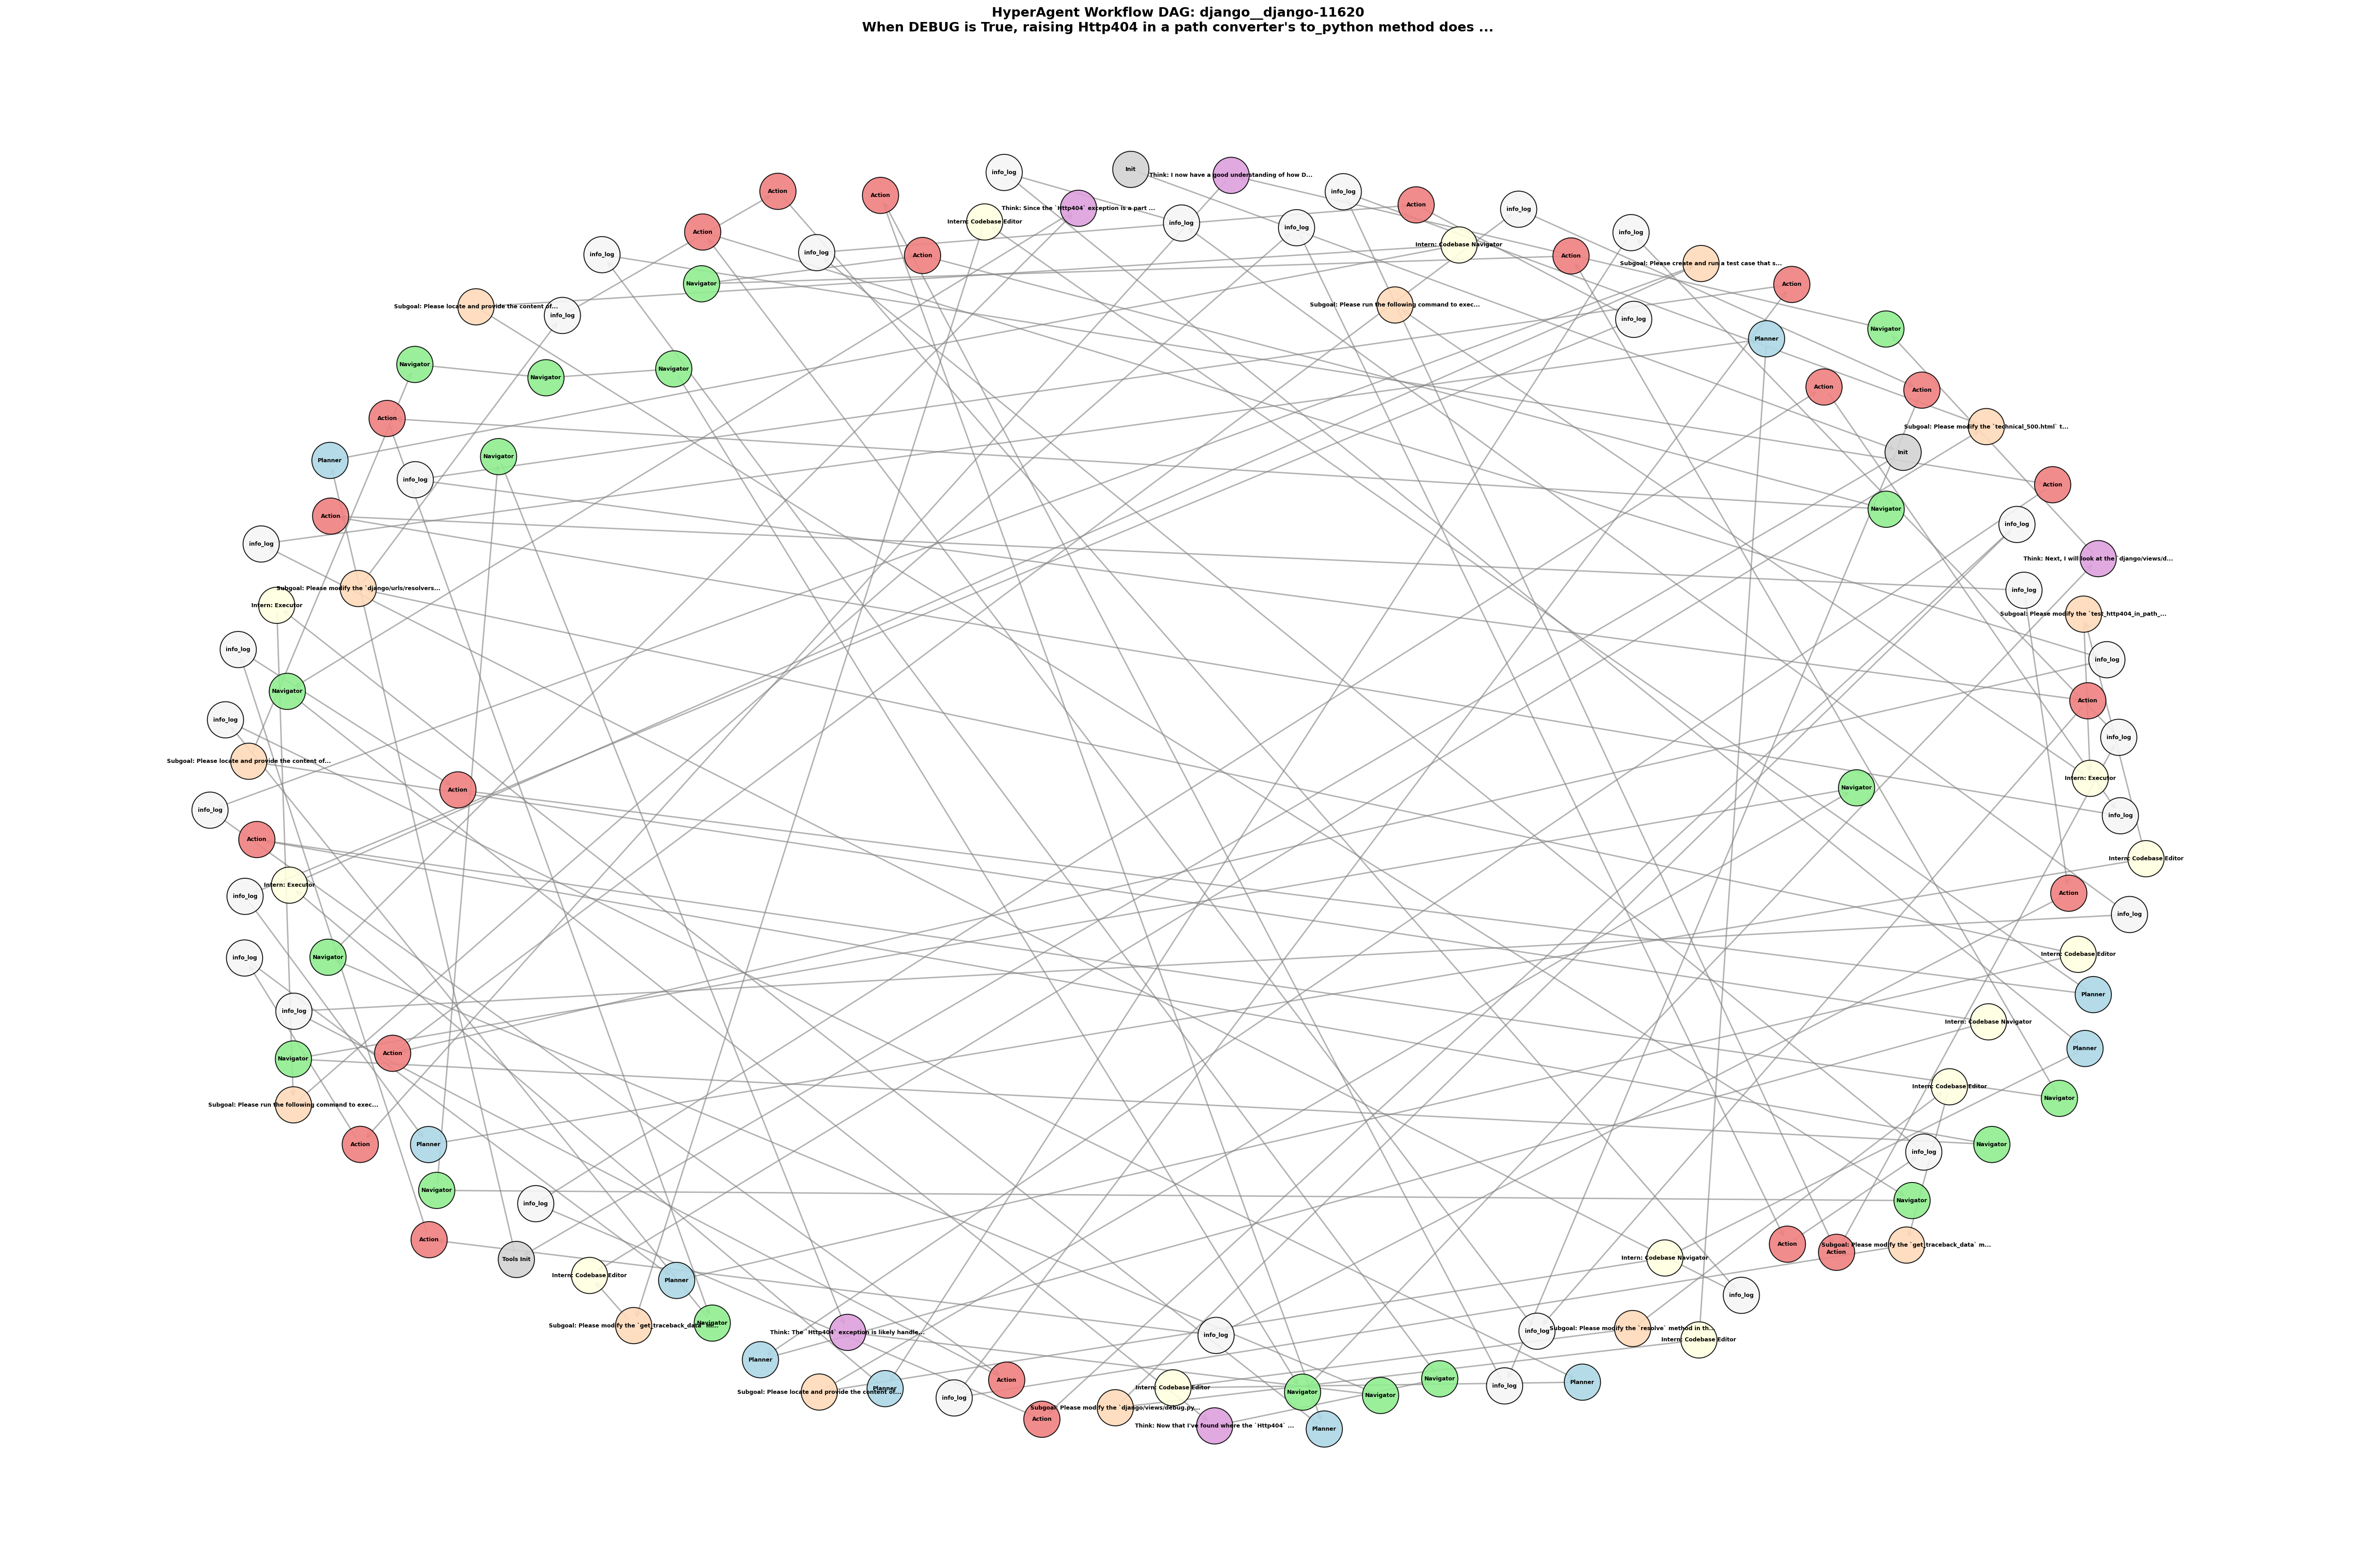 HyperAgent Workflow DAG: django__django-11620
When DEBUG is True, raising Http404 in a path converter's to_python method does ...
Init
info_log
Think: I now have a good understanding of how D...
Action
Action
info_log
Action
Think: Since the `Http404` exception is a part ...
info_log
Intern: Codebase Editor
info_log
info_log
Action
info_log
Intern: Codebase Navigator
info_log
info_log
Action
Action
Subgoal: Please create and run a test case that s...
Navigator
Action
Subgoal: Please locate and provide the content of...
Subgoal: Please run the following command to exec...
info_log
info_log
Navigator
Planner
Navigator
Navigator
Navigator
Action
Action
Action
Subgoal: Please modify the `technical_500.html` t...
Init
Navigator
Planner
info_log
Action
Action
Navigator
info_log
info_log
Think: Next, I will look at the `django/views/d...
Subgoal: Please modify the `django/urls/resolvers...
info_log
Intern: Executor
Subgoal: Please modify the `test_http404_in_path_...
info_log
info_log
Navigator
Action
info_log
info_log
Subgoal: Please locate and provide the content of...
Intern: Executor
Action
Navigator
info_log
info_log
Action
Intern: Codebase Editor
Intern: Executor
Action
info_log
info_log
Navigator
info_log
Intern: Codebase Editor
Planner
info_log
Intern: Codebase Navigator
Action
Planner
Navigator
Intern: Codebase Editor
Navigator
Subgoal: Please run the following command to exec...
Action
Planner
Navigator
info_log
Navigator
info_log
Navigator
Action
Action
Action
Subgoal: Please modify the `get_traceback_data` m...
Tools Init
Intern: Codebase Navigator
Intern: Codebase Editor
Planner
info_log
Subgoal: Please modify the `get_traceback_data` m...
Navigator
Think: The `Http404` exception is likely handle...
info_log
info_log
Subgoal: Please modify the `resolve` method in th...
Intern: Codebase Editor
Planner
Action
Navigator
Planner
info_log
Intern: Codebase Editor
Subgoal: Please locate and provide the content of...
Planner
info_log
Navigator
Navigator
Subgoal: Please modify the `django/views/debug.py...
Action
Think: Now that I've found where the `Http404` ...
Planner